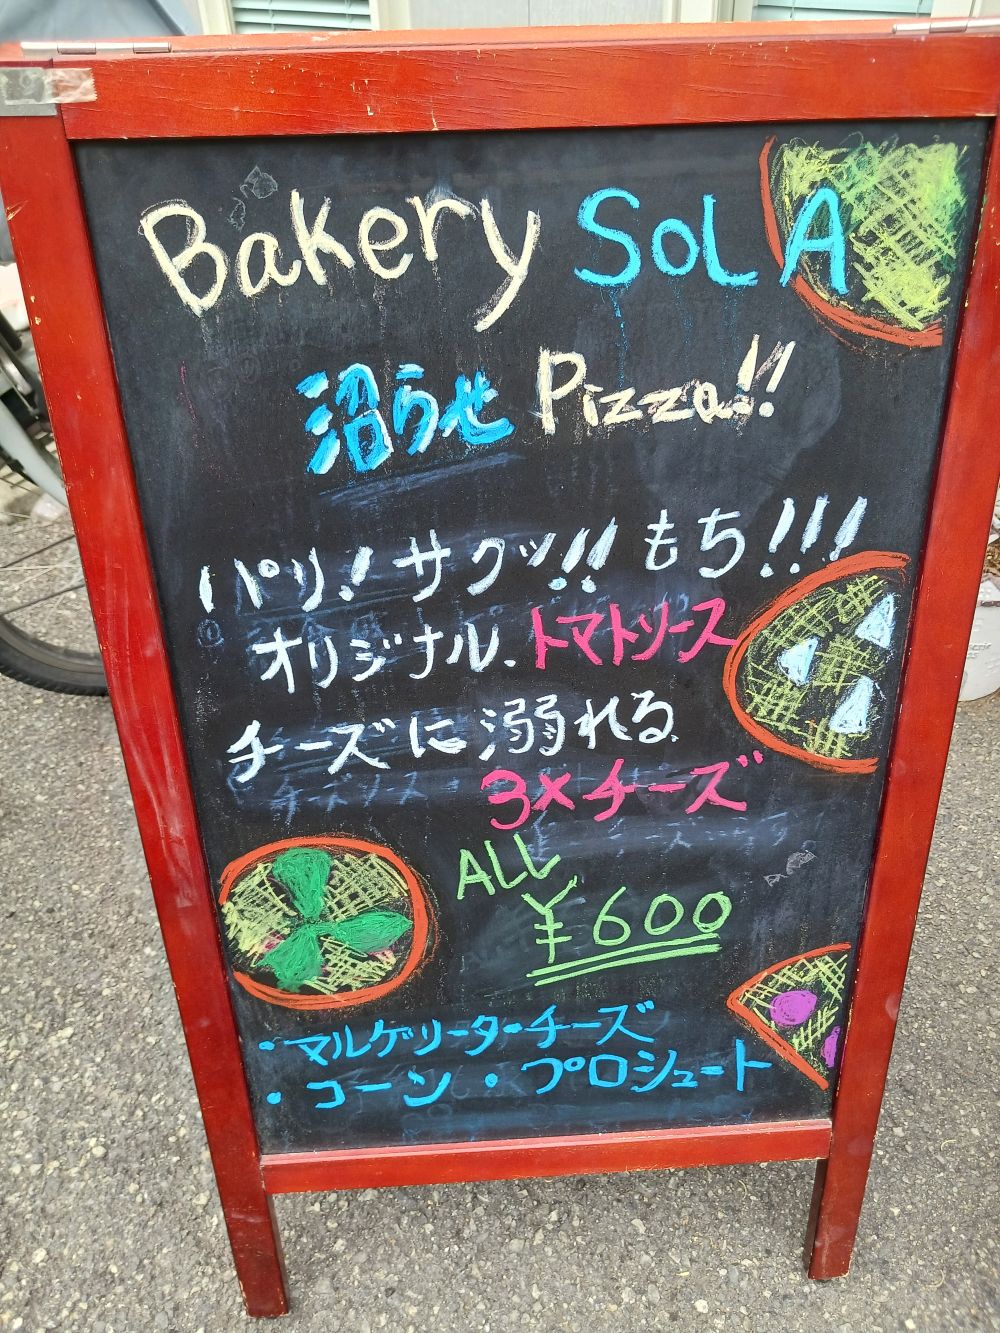 Bakery SOLA
沼らせ Pizza!!
パリ! サクッ!! もち!!!
オリジナル、トマトソース
チーズに溺れる
3×チーズ
ALL
¥600
・マルゲリータ・チーズ
・コーン・プロシュート